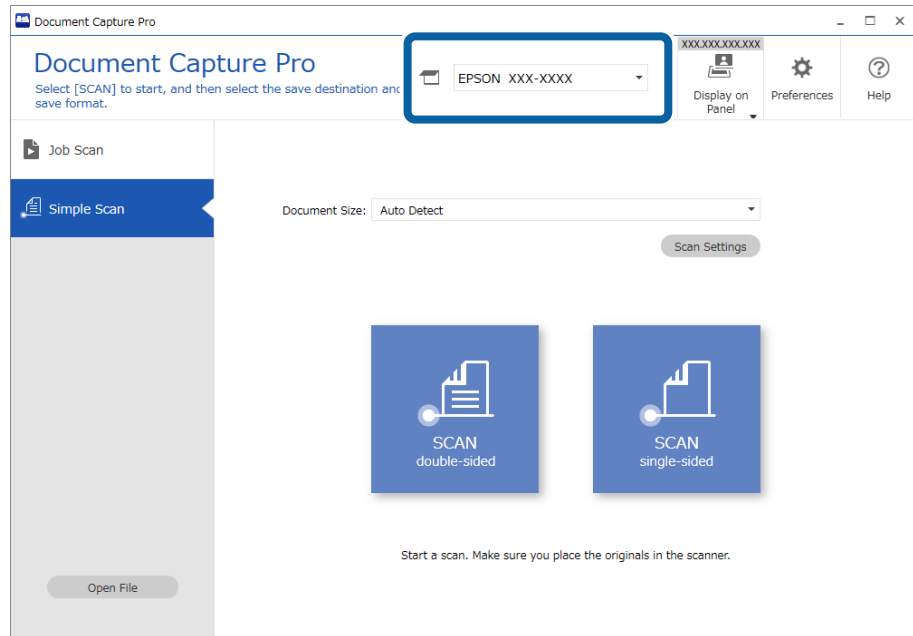 Document Capture Pro
Document Capture Pro
Select [SCAN] to start, and then select the save destination and
save format.
EPSON XXX-XXXX
XXX.XXX.XXX.XXX
Display on
Panel
Preferences
Help
Job Scan
Simple Scan
Document Size: Auto Detect
Scan Settings
SCAN
double-sided
SCAN
single-sided
Start a scan. Make sure you place the originals in the scanner.
Open File